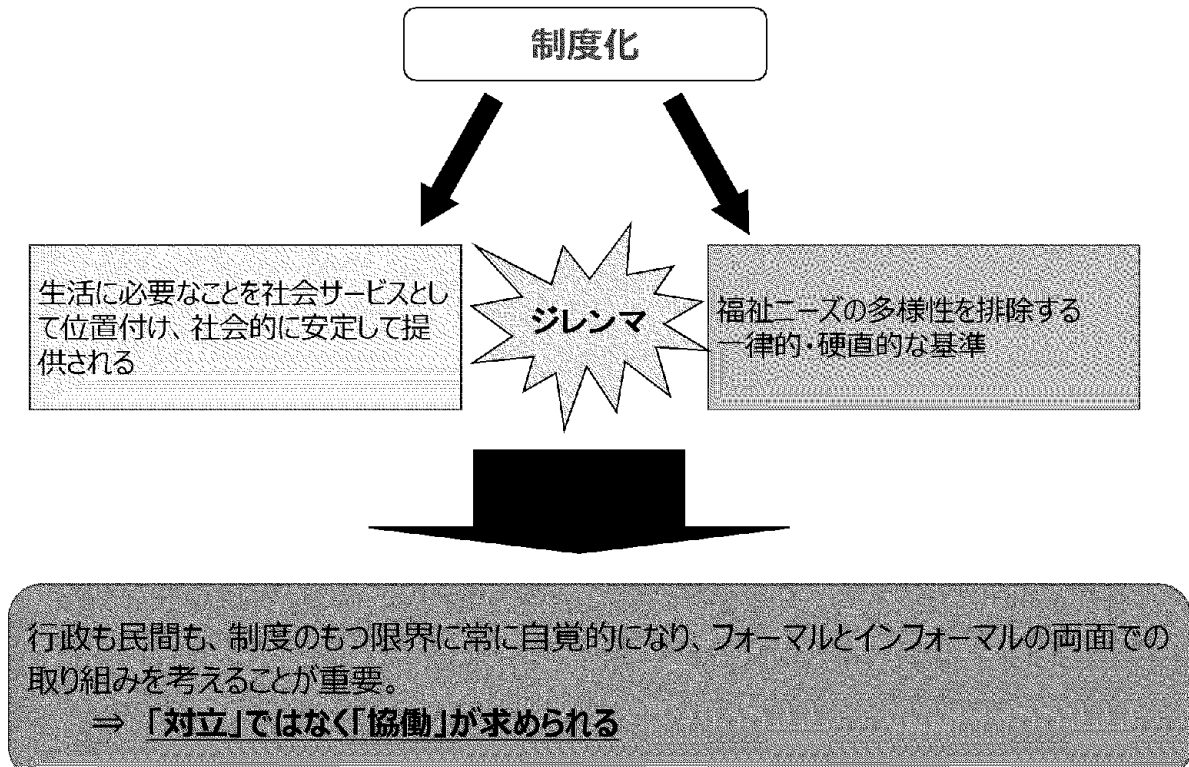 制度化
生活に必要なことを社会サービスとし
て位置付け、社会的に安定して提
供される
ジレンマ
福祉ニーズの多様性を排除する
一律的・硬直的な基準
行政も民間も、制度のもつ限界に常に自覚的になり、フォーマルとインフォーマルの両面での
取り組みを考えることが重要。
⇒ 「対立」ではなく「協働」が求められる